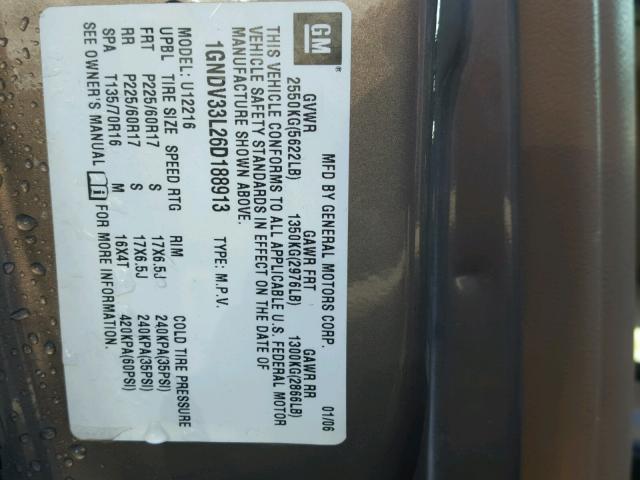 GM
®
MFD BY GENERAL MOTORS CORP. 01/06
GVWR GAWR FRT GAWR RR
2550KG(5622LB) 1350KG(2976LB) 1300KG(2866LB)
THIS VEHICLE CONFORMS TO ALL APPLICABLE U.S. FEDERAL MOTOR
VEHICLE SAFETY STANDARDS IN EFFECT ON THE DATE OF
MANUFACTURE SHOWN ABOVE.
1GNDV33L26D188913 TYPE: M.P.V.
MODEL: U12216
UPBL TIRE SIZE SPEED RTG RIM COLD TIRE PRESSURE
FRT P225/60R17 S 17X6.5J 240KPA(35PSI)
RR P225/60R17 S 17X6.5J 240KPA(35PSI)
SPA T135/70R16 M 16X4T 420KPA(60PSI)
SEE OWNER'S MANUAL FOR MORE INFORMATION.